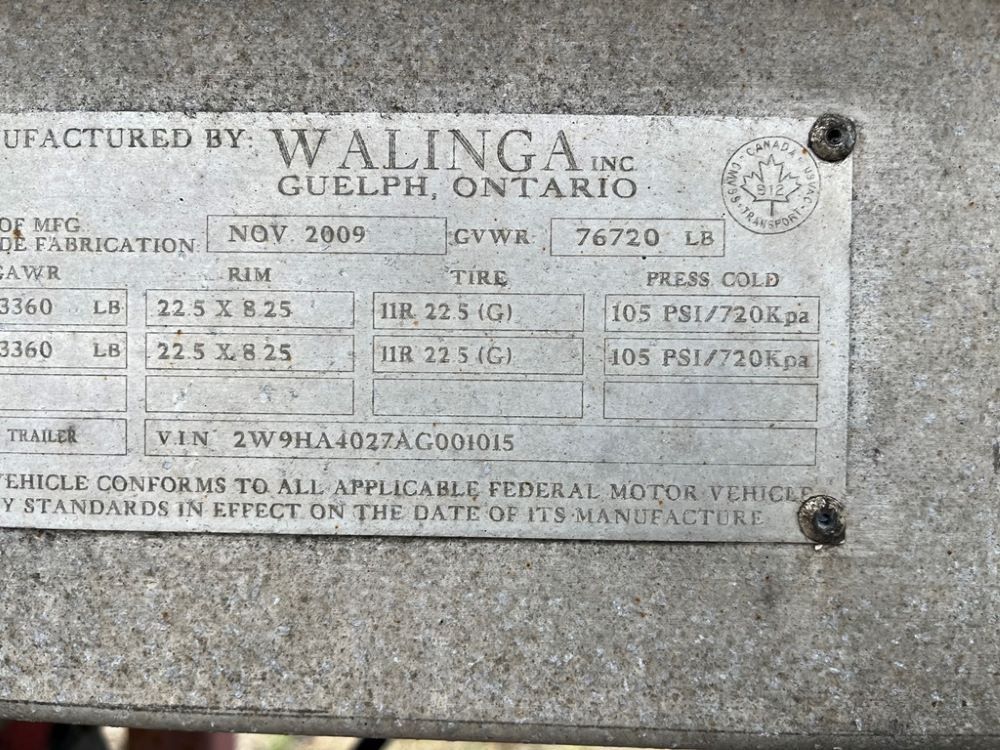 UFACTURED BY: WALINGA INC
GUELPH, ONTARIO
CANADA
912
TRANSPORT
OF MFG
DE FABRICATION NOV 2009 GVWR 76720 LB
GAWR RIM TIRE PRESS COLD
3360 LB 22.5 X 8.25 11R 22.5 (G) 105 PSI/720Kpa
3360 LB 22.5 X 8.25 11R 22.5 (G) 105 PSI/720Kpa
TRAILER VIN 2W9HA4027AG001015
VEHICLE CONFORMS TO ALL APPLICABLE FEDERAL MOTOR VEHICLE
Y STANDARDS IN EFFECT ON THE DATE OF ITS MANUFACTURE